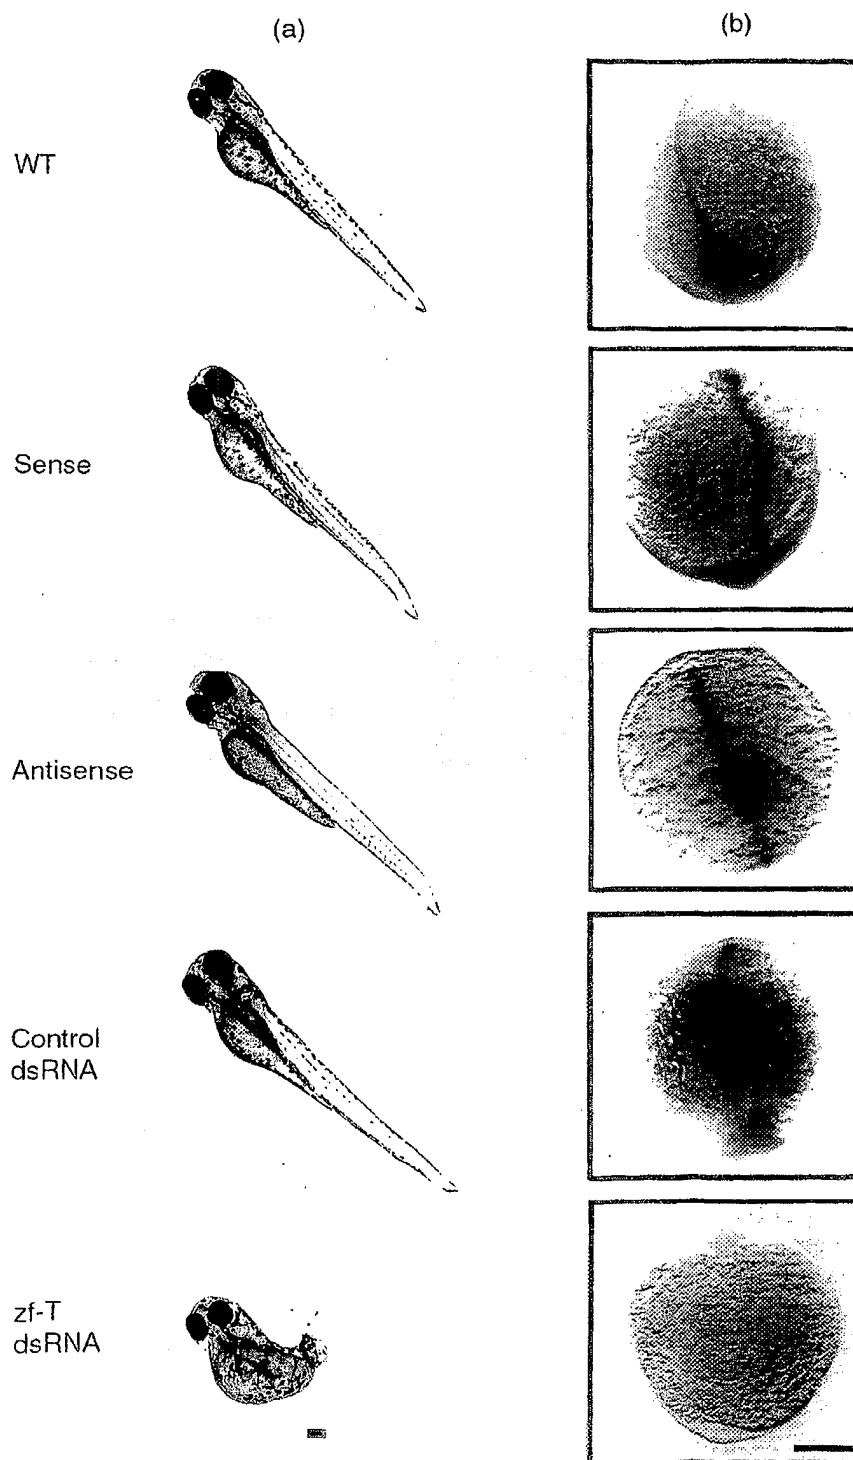 (a)
(b)
WT
Sense
Antisense
Control
dsRNA
zf-T
dsRNA